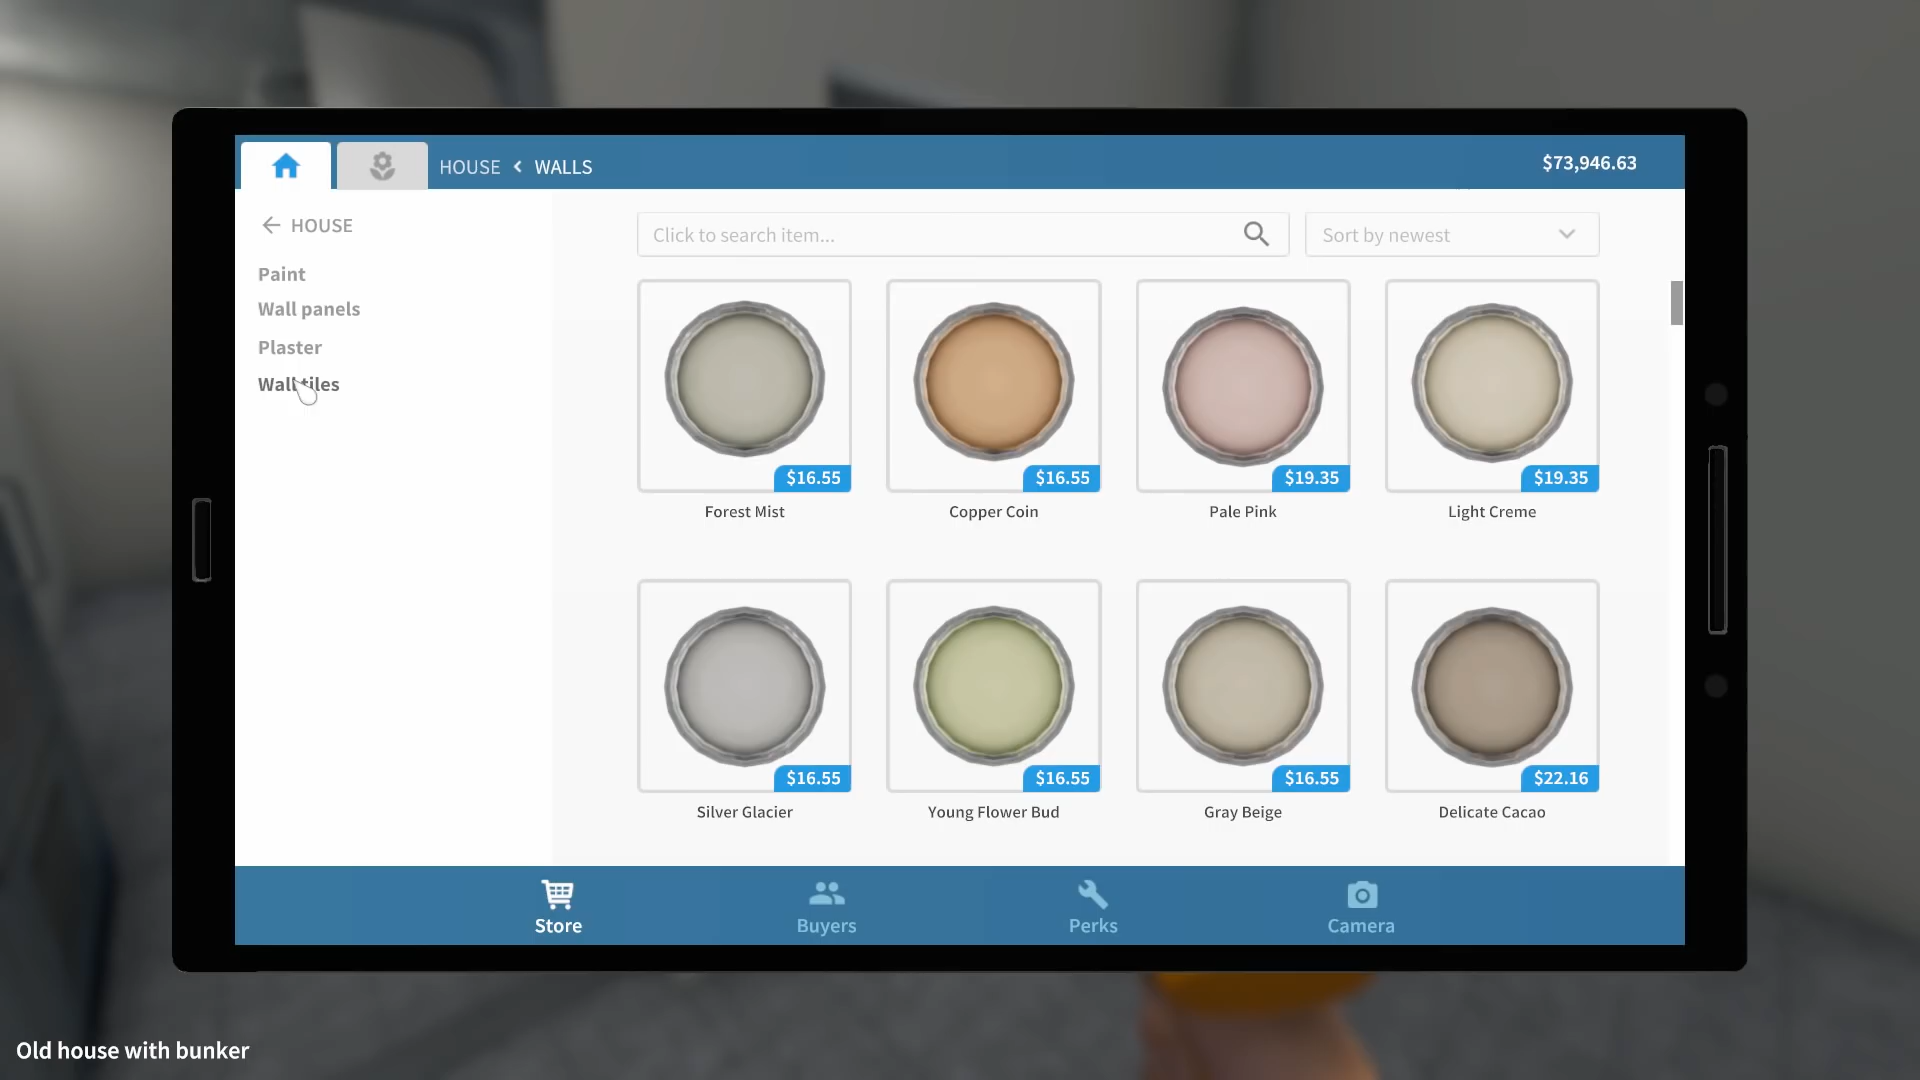 HOUSE < WALLS
$73,946.63
HOUSE
Paint
Wall panels
Plaster
Wall tiles
Click to search item...
Sort by newest
$16.55
$16.55
$19.35
$19.35
Forest Mist
Copper Coin
Pale Pink
Light Creme
$16.55
$16.55
$16.55
$22.16
Silver Glacier
Young Flower Bud
Gray Beige
Delicate Cacao
Store
Buyers
Perks
Camera
Old house with bunker